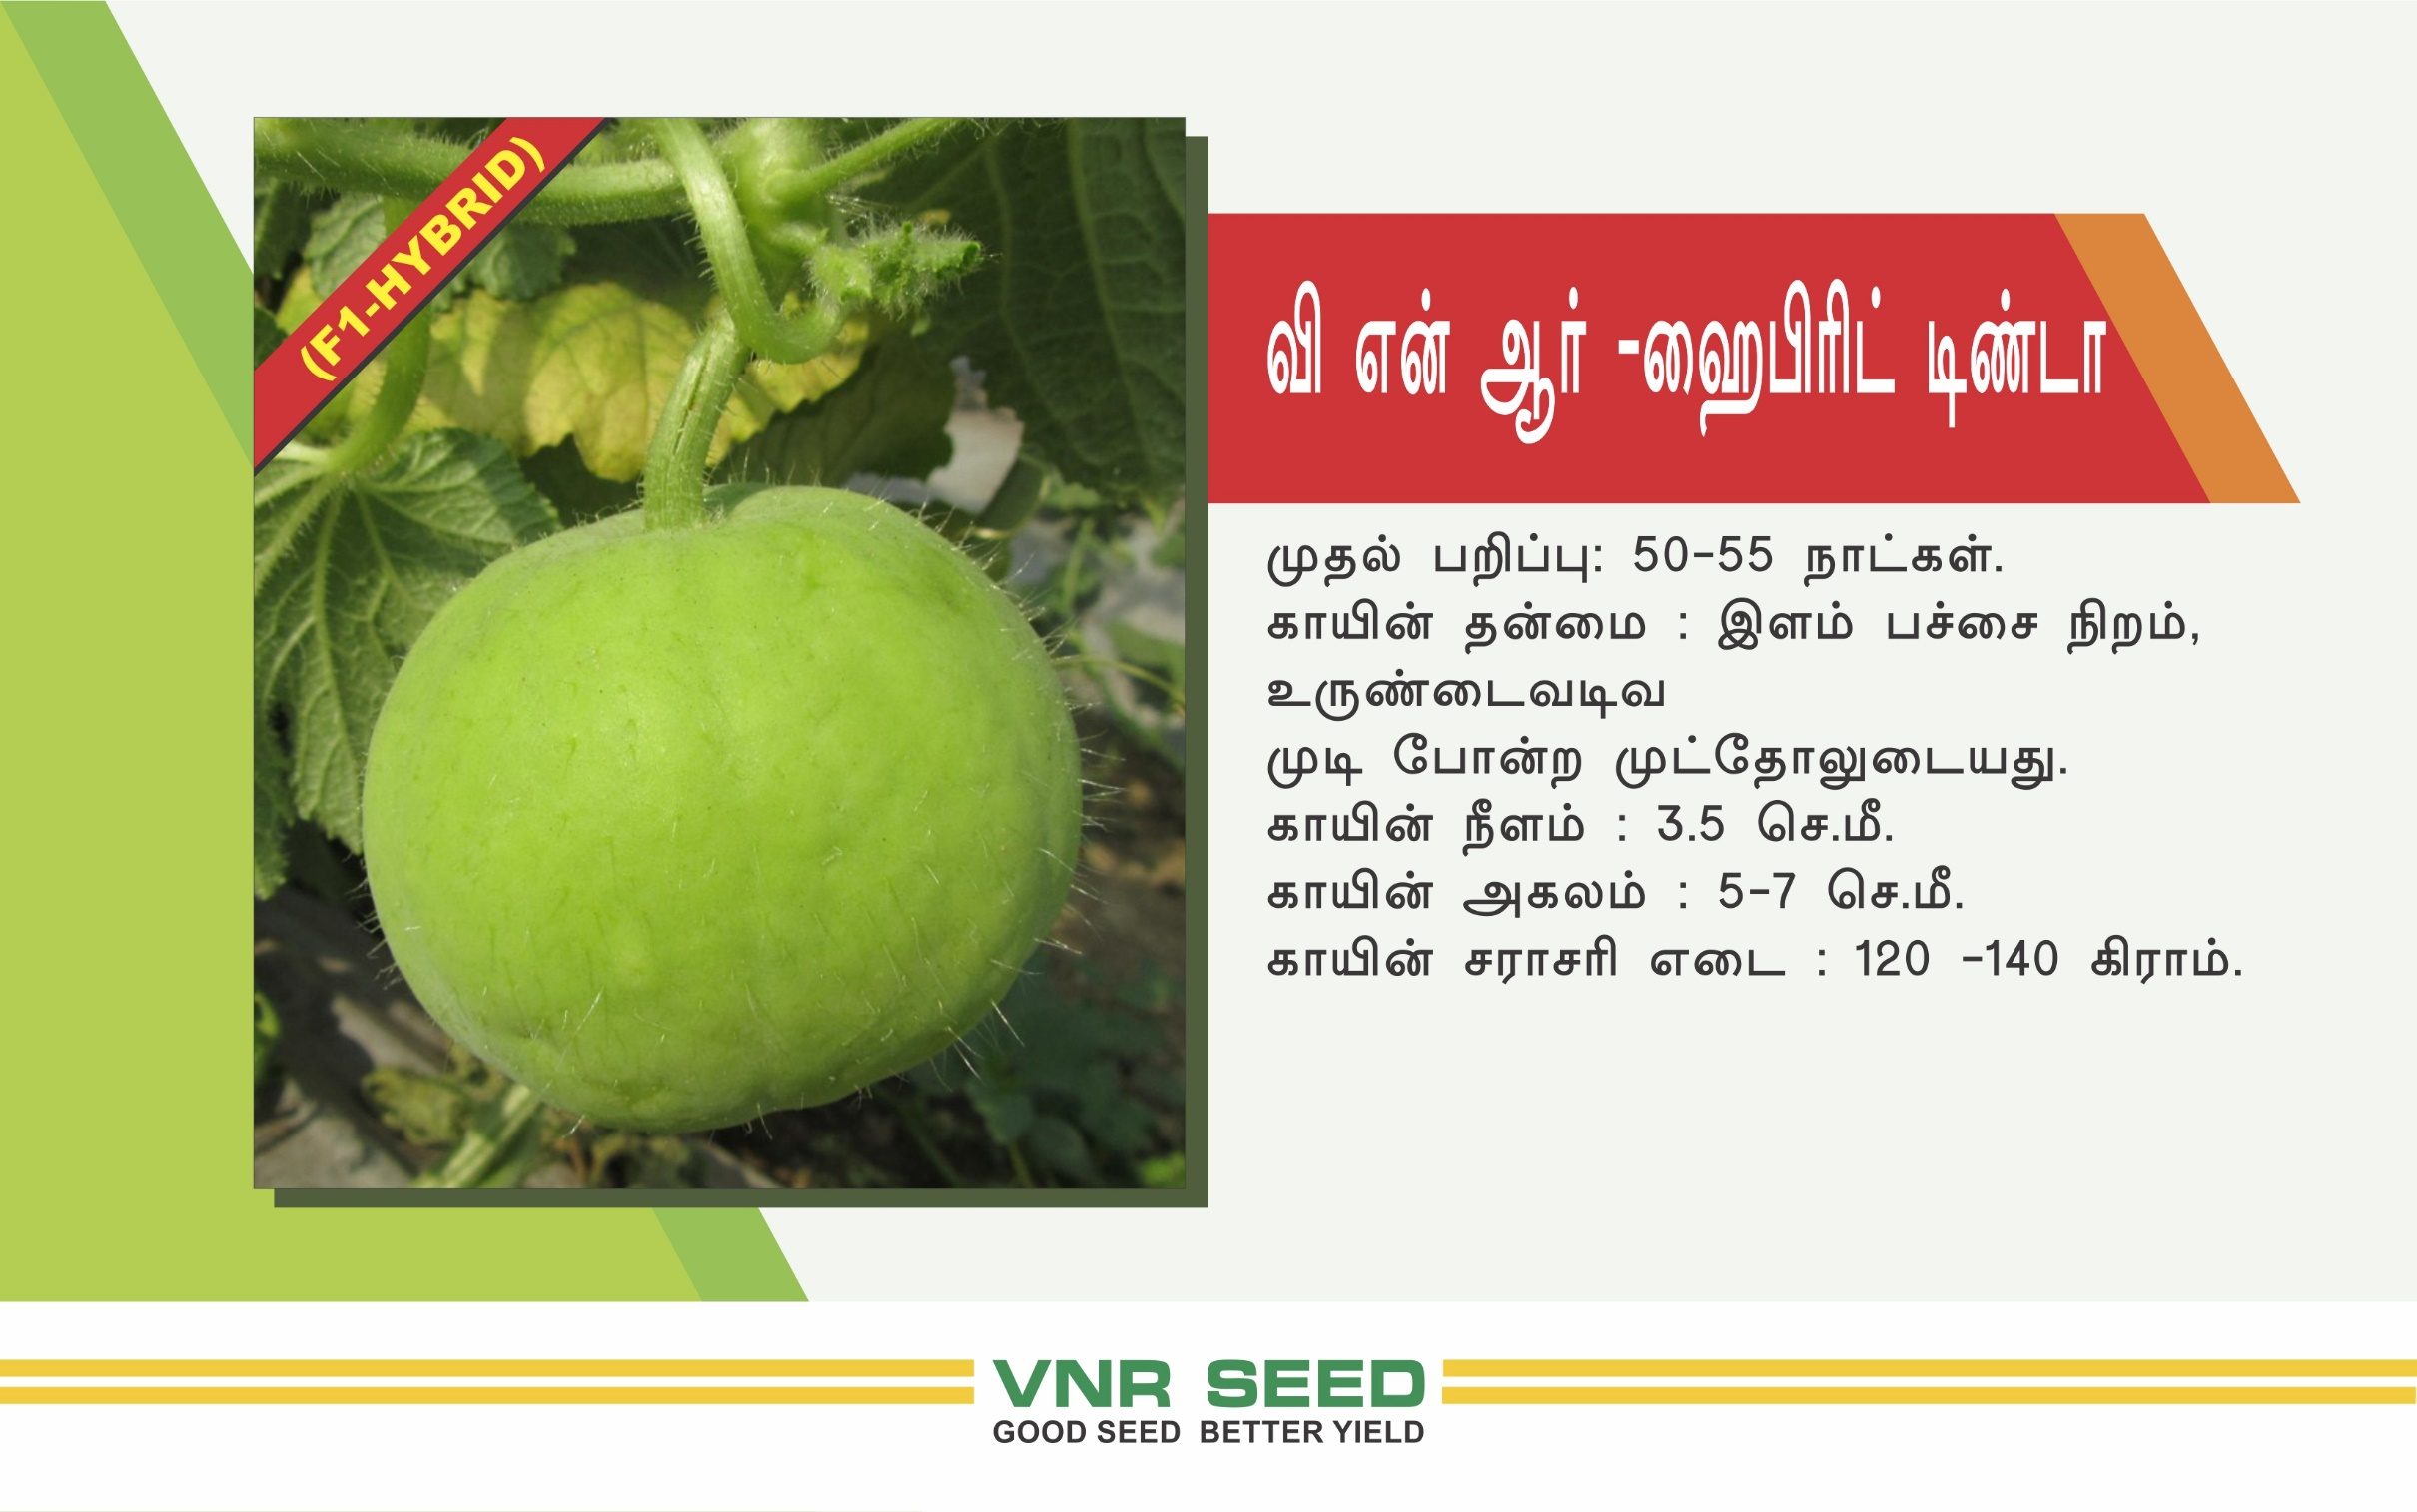 (F1-HYBRID))
வி என் ஆர் -ஹைபிரிட் டிண்டா
முதல் பறிப்பு: 50-55 நாட்கள்.
காயின் தன்மை : இளம் பச்சை நிறம்,
உருண்டைவடிவ
முடி போன்ற முட்தோலுடையது.
காயின் நீளம் : 3.5 செ.மீ.
காயின் அகலம் : 5-7 செ.மீ.
காயின் சராசரி எடை : 120 -140 கிராம்.
VNR SEED
GOOD SEED BETTER YIELD